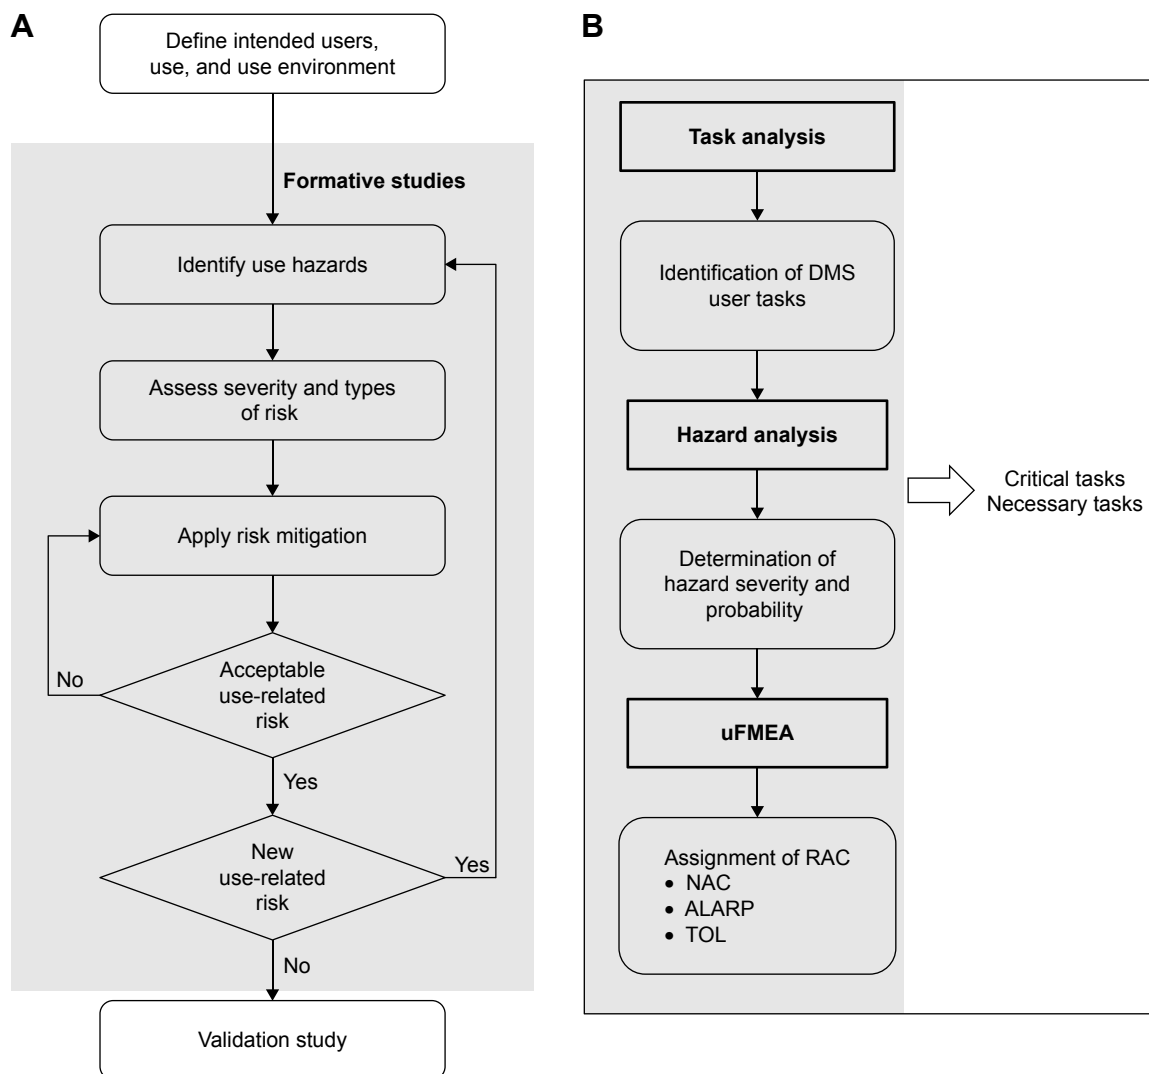 A
Define intended users,
use, and use environment
Formative studies
Identify use hazards
Assess severity and types
of risk
Apply risk mitigation
Acceptable
use-related
risk
No
Yes
New
use-related
risk
Yes
No
Validation study
B
Task analysis
Identification of DMS
user tasks
Hazard analysis
Critical tasks
Necessary tasks
Determination of
hazard severity and
probability
uFMEA
Assignment of RAC
• NAC
• ALARP
• TOL